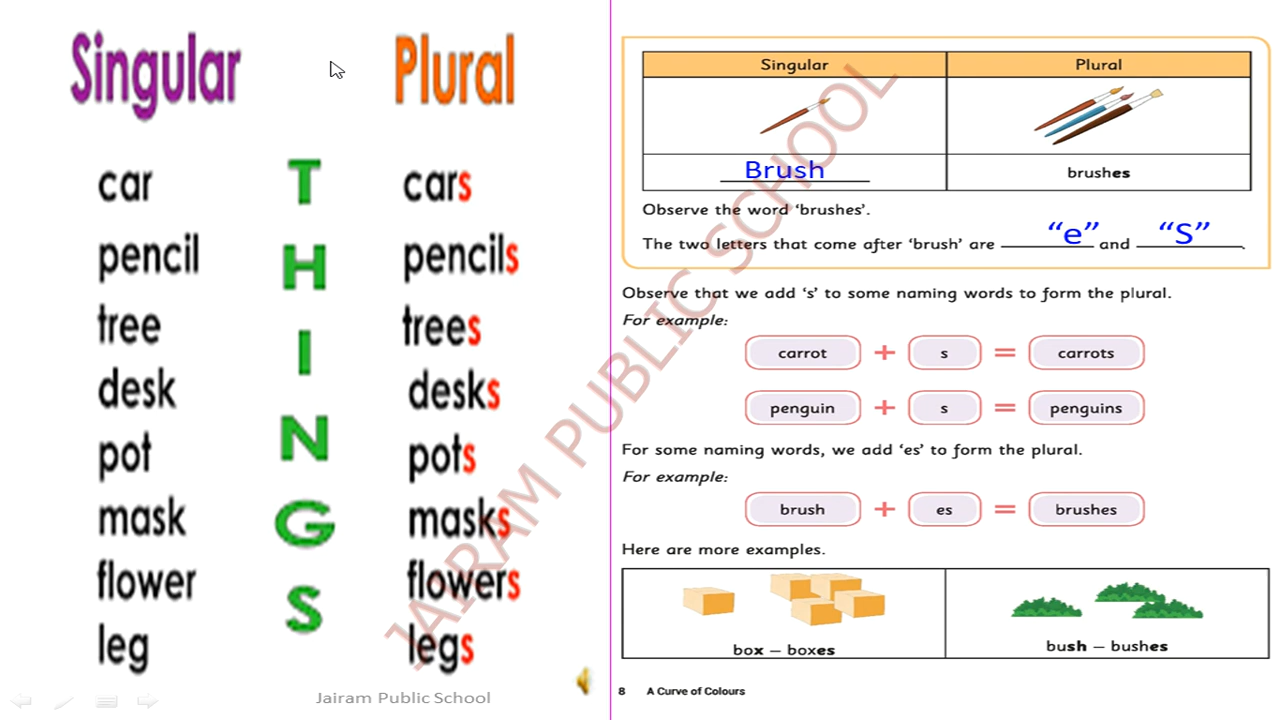 Singular Plural
car T cars
pencil H pencils
tree I trees
desk desks
pot N pots
mask G masks
flower S flowers
leg legs
Jairam Public School
Singular Plural
Brush brushes
Observe the word ‘brushes’.
The two letters that come after ‘brush’ are “e” and “S”.
Observe that we add ‘s’ to some naming words to form the plural.
For example:
carrot + s = carrots
penguin + s = penguins
For some naming words, we add ‘es’ to form the plural.
For example:
brush + es = brushes
Here are more examples.
box – boxes bush – bushes
8 A Curve of Colours
JAIRAM PUBLIC SCHOOL